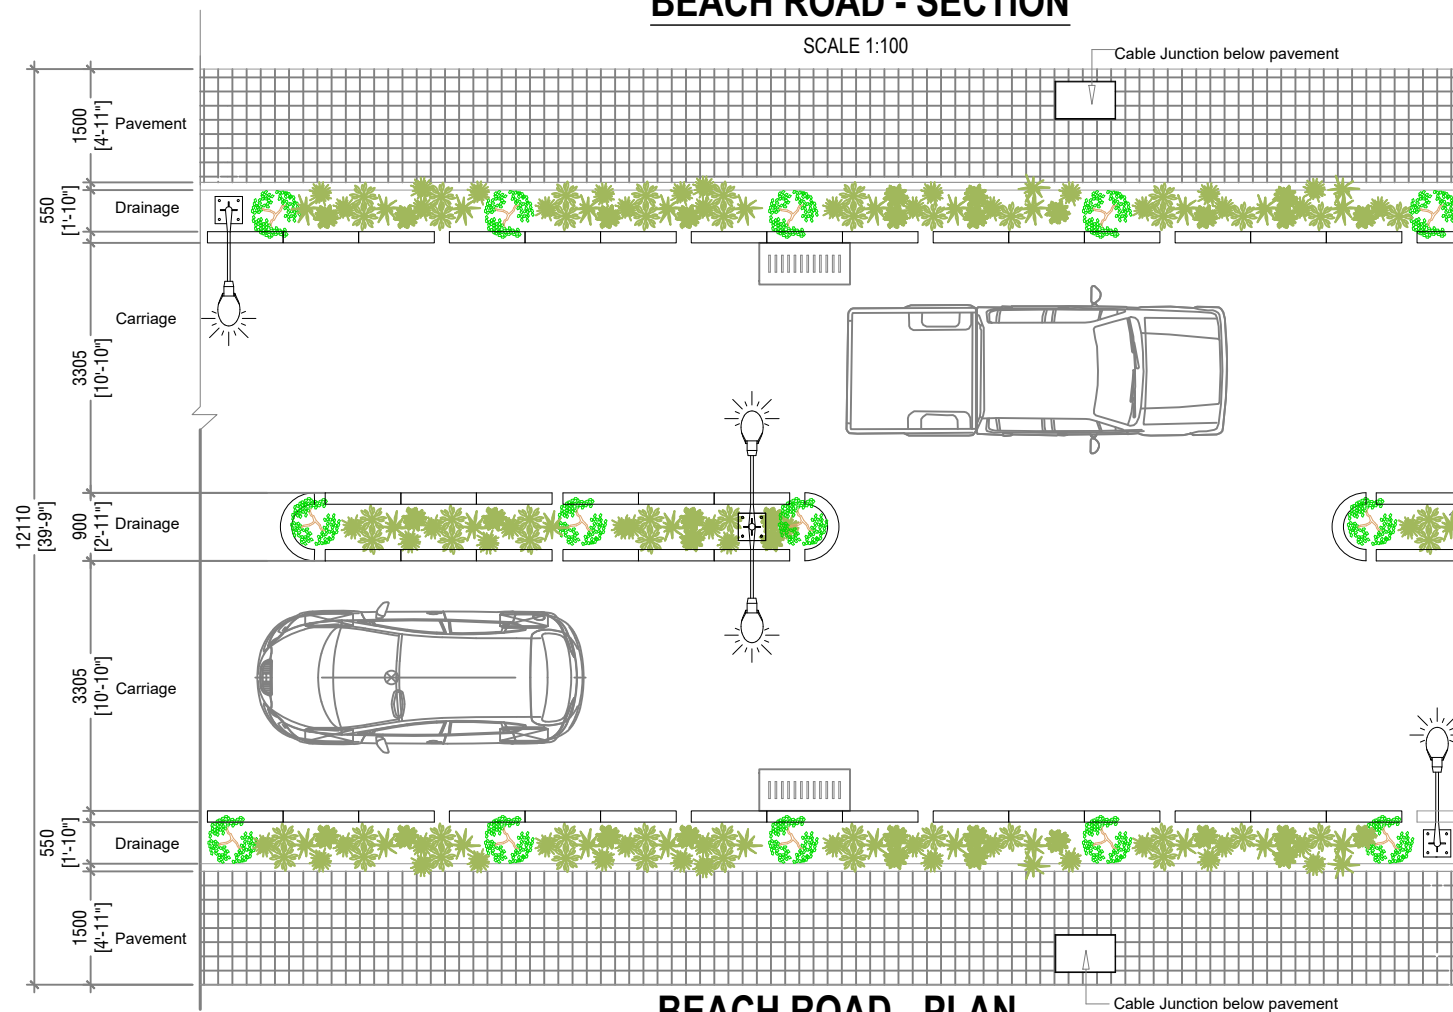 BEACH ROAD - SECTION
SCALE 1:100
Cable Junction below pavement
1500
[4'-11"]
Pavement
550
[1'-10"]
Drainage
Carriage
3305
[10'-10"]
12110
[39'-9"]
900
[2'-11"]
Drainage
3305
[10'-10"]
Carriage
550
[1'-10"]
Drainage
1500
[4'-11"]
Pavement
Cable Junction below pavement
BEACH ROAD - PLAN